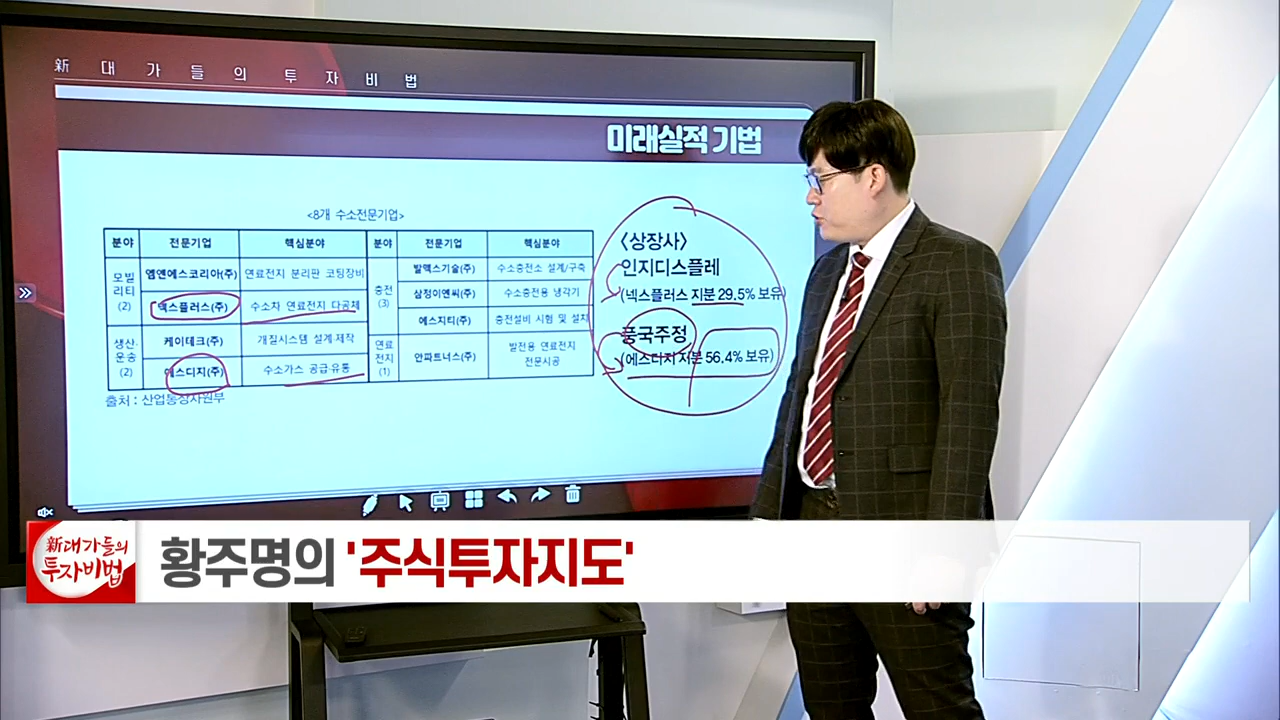 新 대 가 들 의 투 자 비 법
미래실적 기법
<8개 수소전문기업>
분야 전문기업 핵심분야 분야 전문기업 핵심분야
모빌리티 (2) 엠앤에스코리아(주) 연료전지 분리판 코팅장비
넥스플러스(주) 수소차 연료전지 다공체
생산·운송 (2) 케이테크(주) 개질시스템 설계·제작
에스디지(주) 수소가스 공급·유통
충전 (3) 발맥스기술(주) 수소충전소 설계/구축
삼정이앤씨(주) 수소충전용 냉각기
에스지티(주) 충전설비 시험 및 설치
연료전지 (1) 안파트너스(주) 발전용 연료전지 전문시공
출처 : 산업통상자원부
<상장사>
인지디스플레
(넥스플러스 지분 29.5% 보유)
풍국주정
(에스디지 지분 56.4% 보유)
新대가들의
투자비법
황주명의 '주식투자지도'